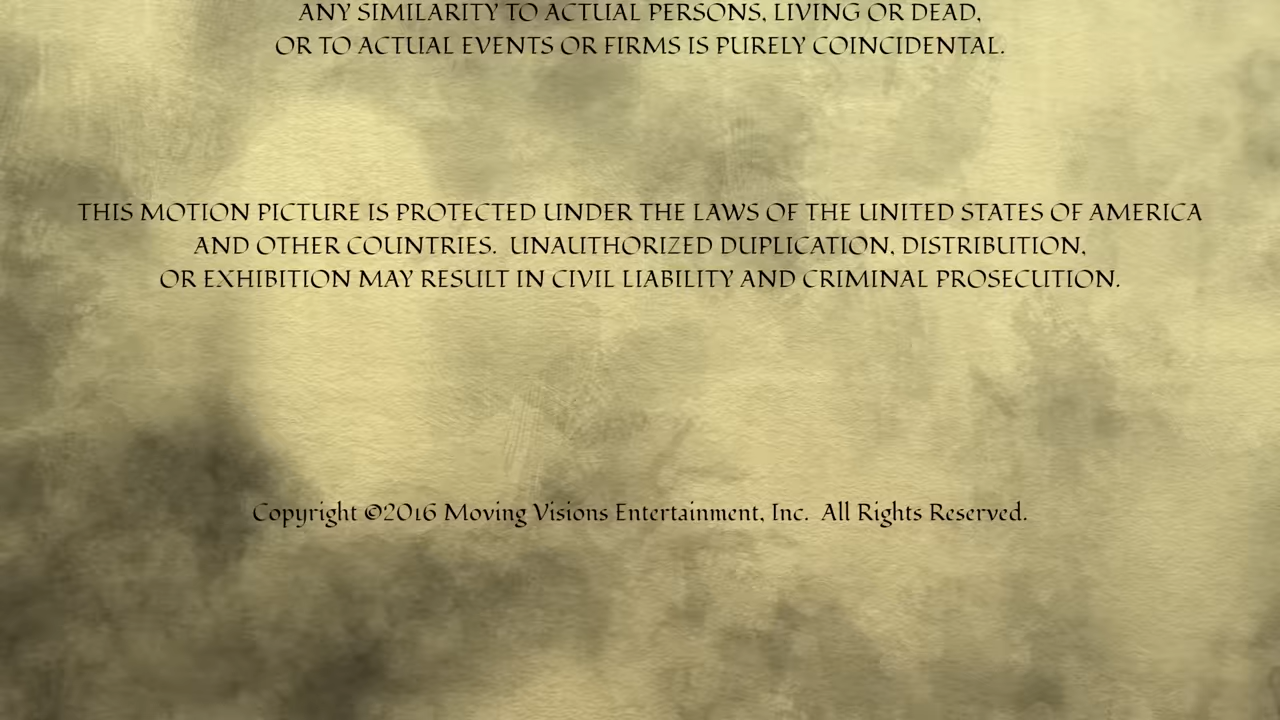 ANY SIMILARITY TO ACTUAL PERSONS, LIVING OR DEAD,
OR TO ACTUAL EVENTS OR FIRMS IS PURELY COINCIDENTAL.
THIS MOTION PICTURE IS PROTECTED UNDER THE LAWS OF THE UNITED STATES OF AMERICA
AND OTHER COUNTRIES.  UNAUTHORIZED DUPLICATION, DISTRIBUTION,
OR EXHIBITION MAY RESULT IN CIVIL LIABILITY AND CRIMINAL PROSECUTION.
Copyright ©2016 Moving Visions Entertainment, Inc.  All Rights Reserved.